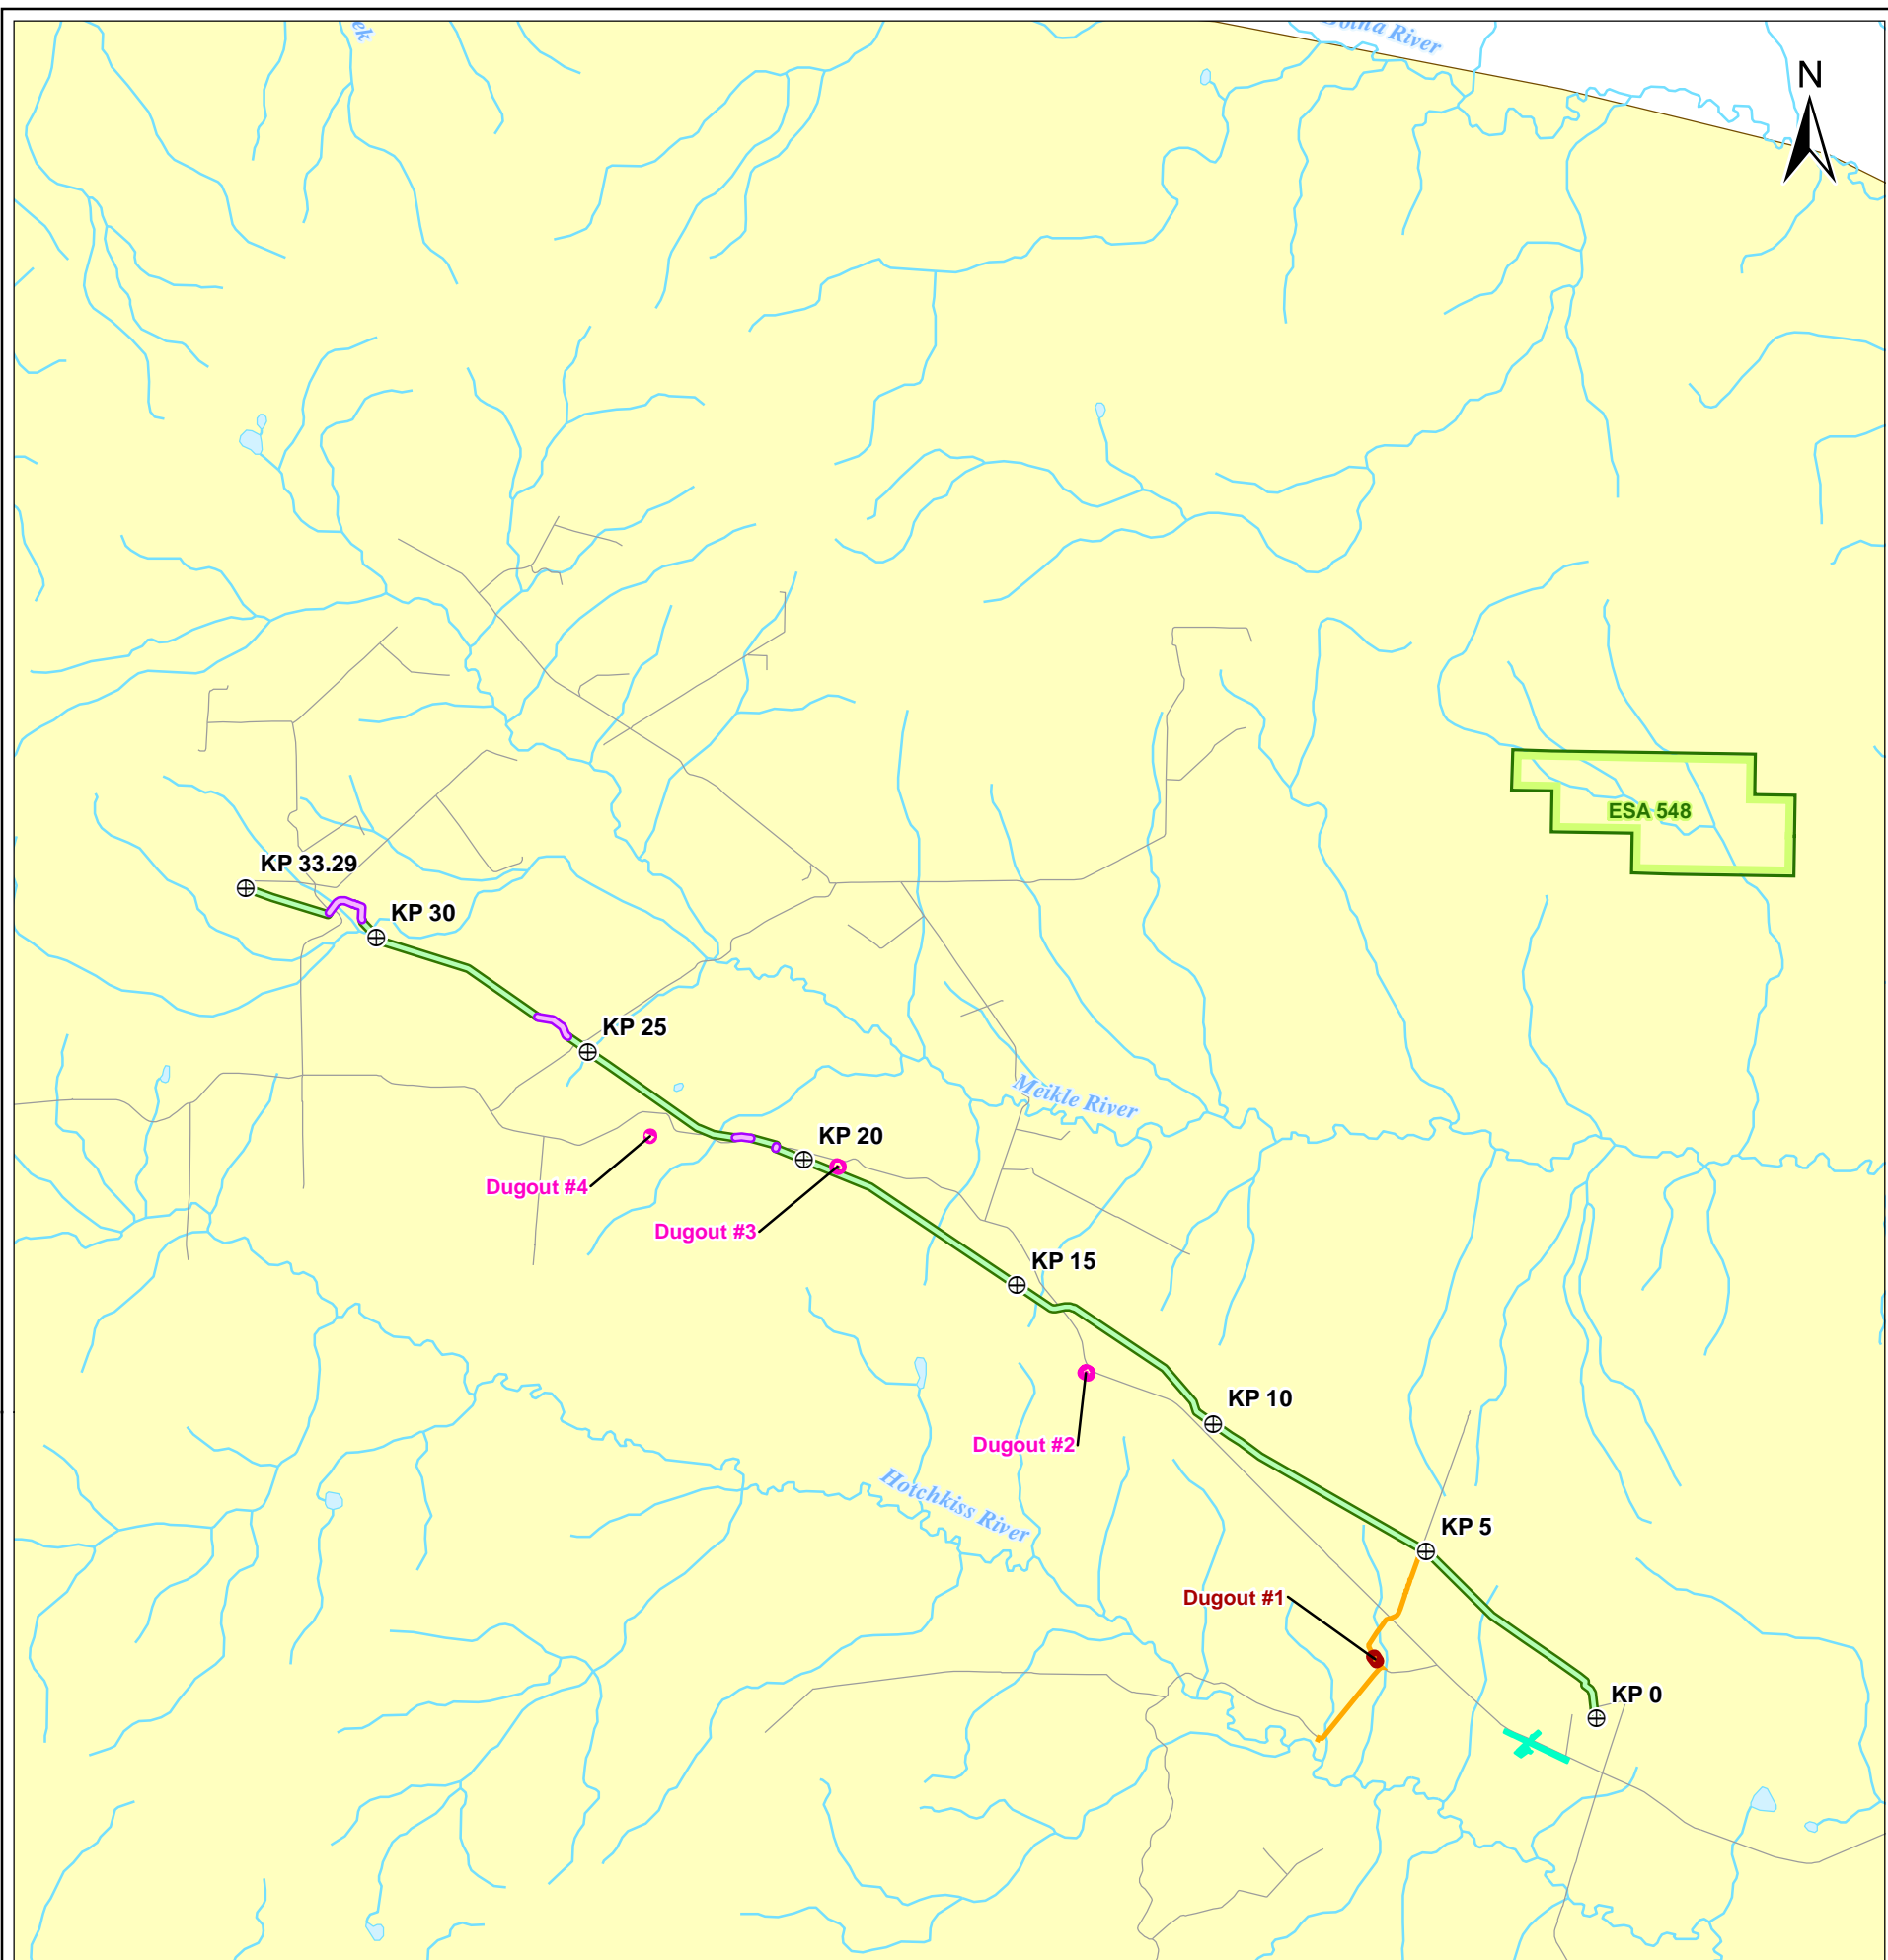 River
N
ESA 548
KP 33.29
KP 30
KP 25
Meikle River
KP 20
Dugout #4
Dugout #3
KP 15
KP 10
Dugout #2
Hotchkiss River
KP 5
Dugout #1
KP 0